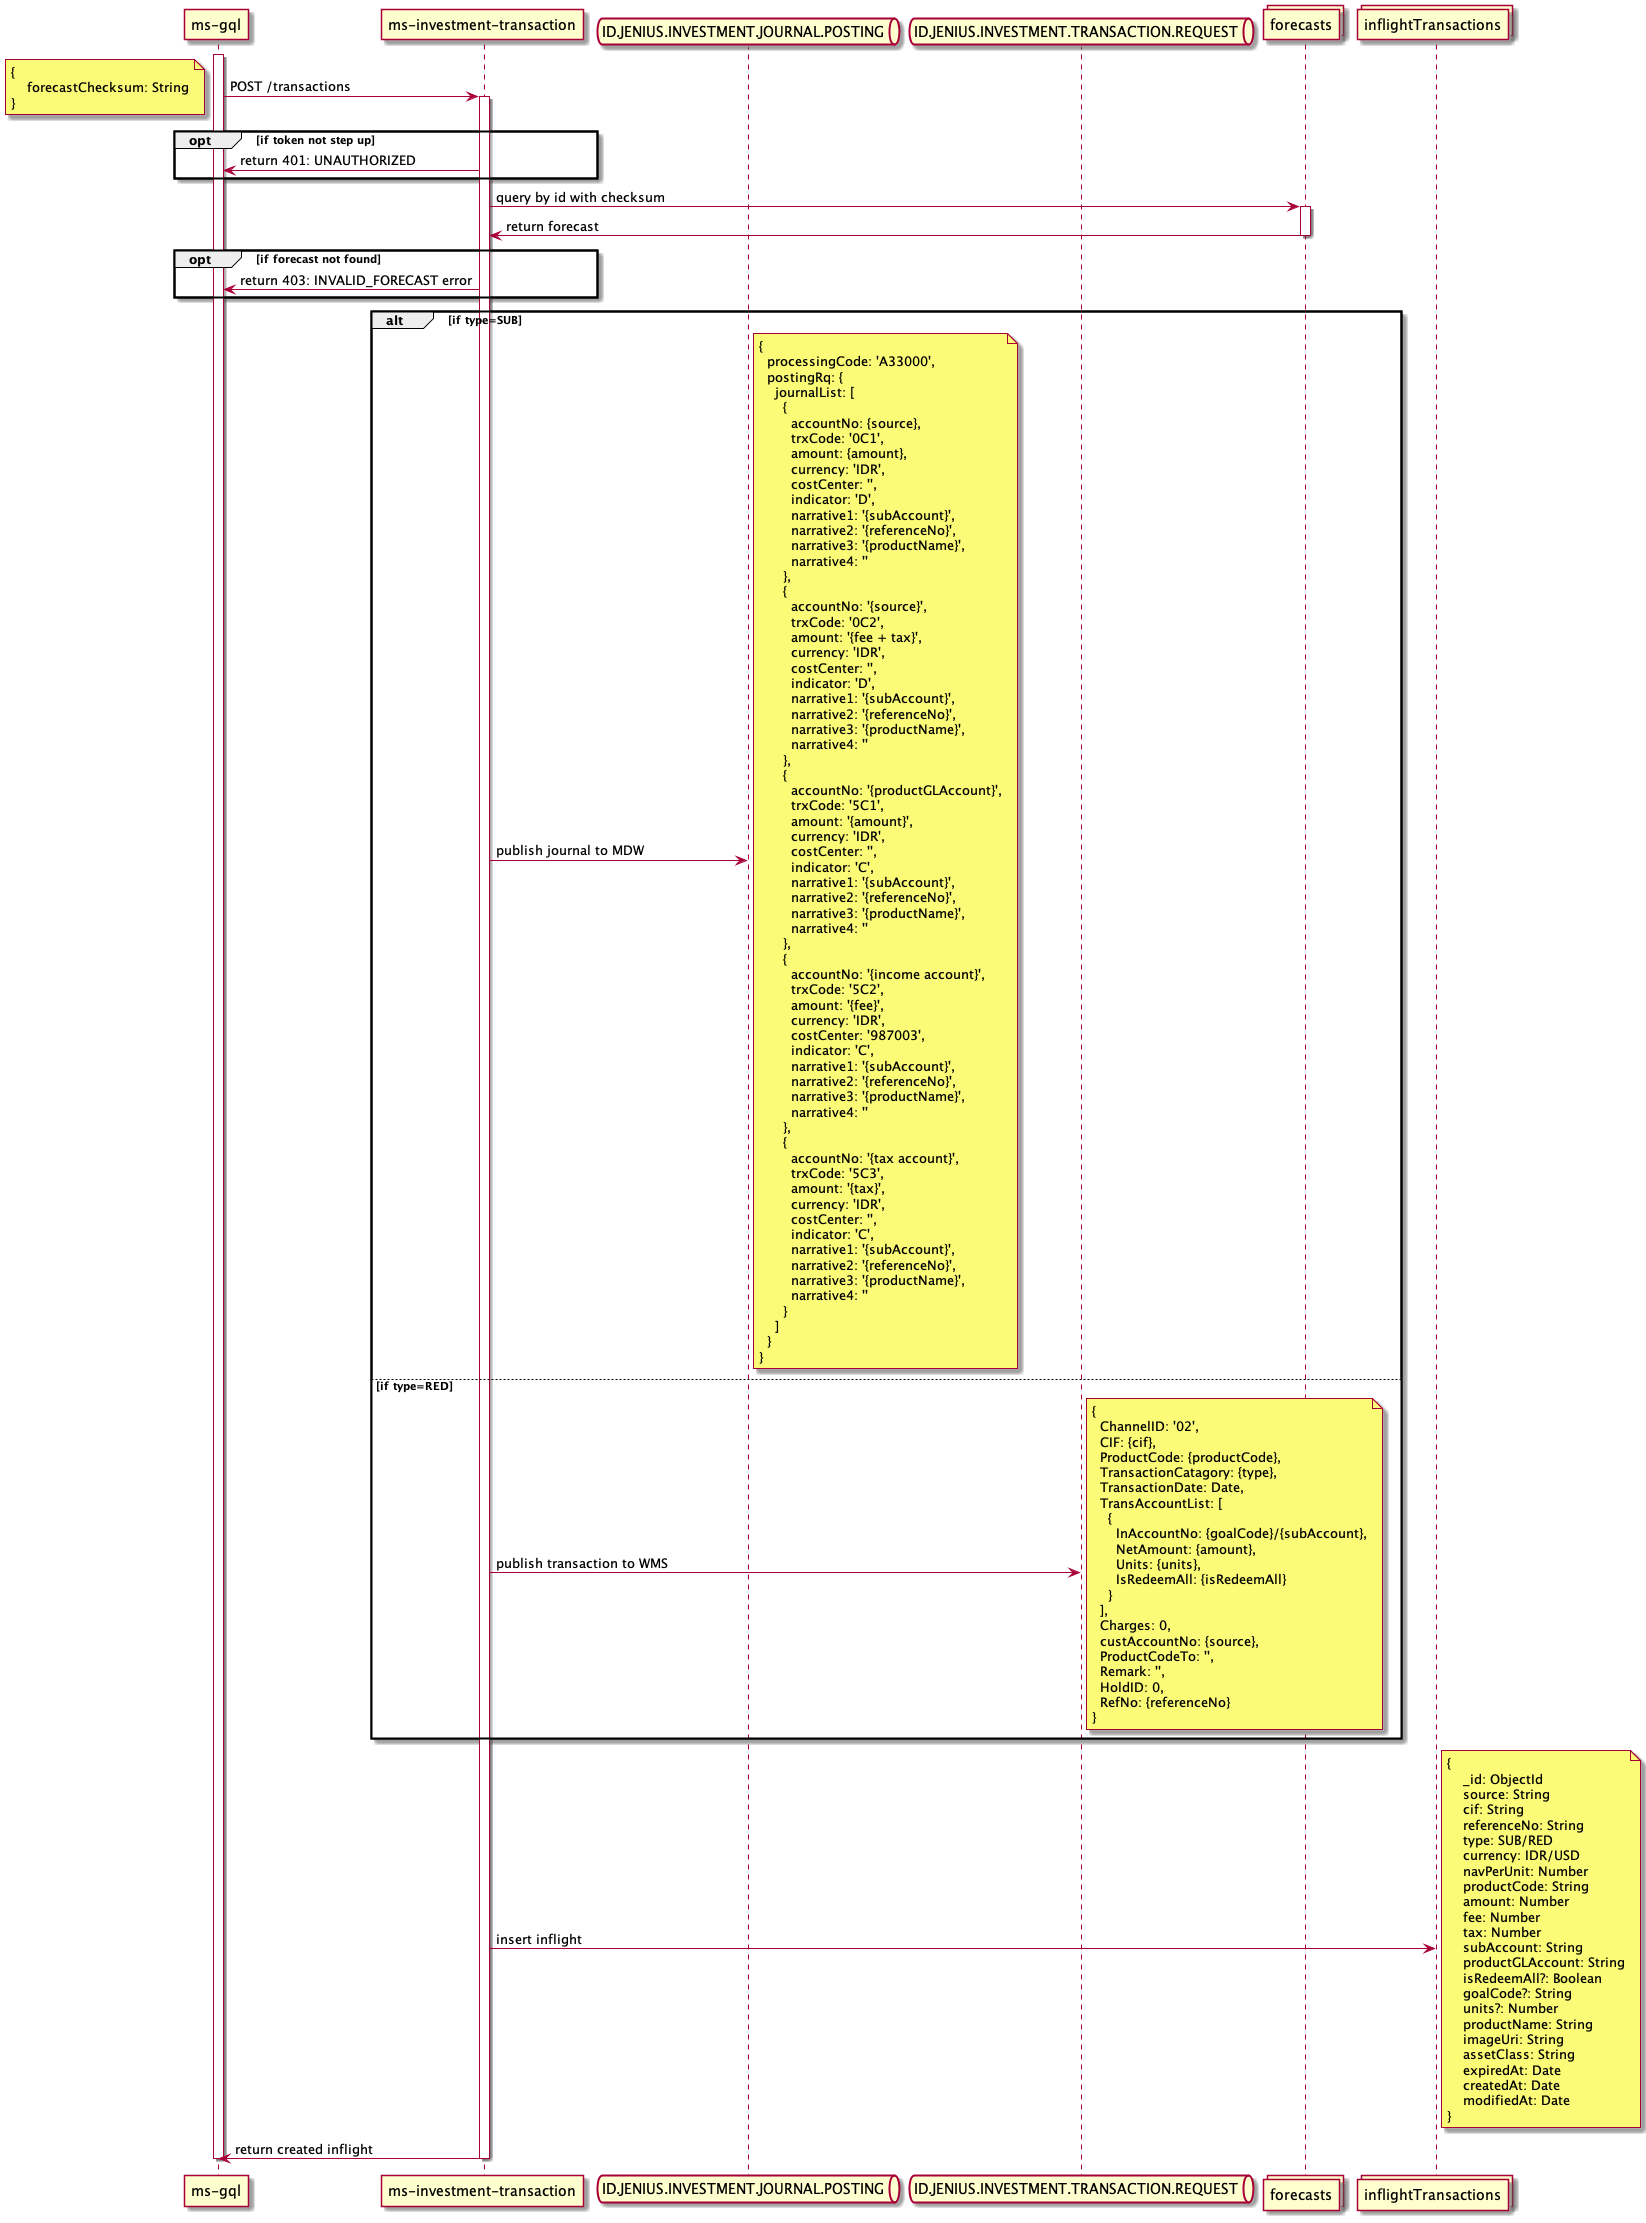 ms-gql
ms-investment-transaction
ID.JENIUS.INVESTMENT.JOURNAL.POSTING
ID.JENIUS.INVESTMENT.TRANSACTION.REQUEST
forecasts
inflightTransactions
{
forecastChecksum: String
}
POST /transactions
opt [if token not step up]
return 401: UNAUTHORIZED
query by id with checksum
return forecast
opt [if forecast not found]
return 403: INVALID_FORECAST error
alt [if type=SUB]
{
processingCode: 'A33000',
postingRq: {
journalList: [
{
accountNo: {source},
trxCode: '0C1',
amount: {amount},
currency: 'IDR',
costCenter: '',
indicator: 'D',
narrative1: '{subAccount}',
narrative2: '{referenceNo}',
narrative3: '{productName}',
narrative4: ''
},
{
accountNo: '{source}',
trxCode: '0C2',
amount: '{fee + tax}',
currency: 'IDR',
costCenter: '',
indicator: 'D',
narrative1: '{subAccount}',
narrative2: '{referenceNo}',
narrative3: '{productName}',
narrative4: ''
},
{
accountNo: '{productGLAccount}',
trxCode: '5C1',
amount: '{amount}',
currency: 'IDR',
costCenter: '',
indicator: 'C',
narrative1: '{subAccount}',
narrative2: '{referenceNo}',
narrative3: '{productName}',
narrative4: ''
},
{
accountNo: '{income account}',
trxCode: '5C2',
amount: '{fee}',
currency: 'IDR',
costCenter: '987003',
indicator: 'C',
narrative1: '{subAccount}',
narrative2: '{referenceNo}',
narrative3: '{productName}',
narrative4: ''
},
{
accountNo: '{tax account}',
trxCode: '5C3',
amount: '{tax}',
currency: 'IDR',
costCenter: '',
indicator: 'C',
narrative1: '{subAccount}',
narrative2: '{referenceNo}',
narrative3: '{productName}',
narrative4: ''
}
]
}
}
publish journal to MDW
[if type=RED]
{
ChannelID: '02',
CIF: {cif},
ProductCode: {productCode},
TransactionCatagory: {type},
TransactionDate: Date,
TransAccountList: [
{
InAccountNo: {goalCode}/{subAccount},
NetAmount: {amount},
Units: {units},
IsRedeemAll: {isRedeemAll}
}
],
Charges: 0,
custAccountNo: {source},
ProductCodeTo: '',
Remark: '',
HoldID: 0,
RefNo: {referenceNo}
}
publish transaction to WMS
{
_id: ObjectId
source: String
cif: String
referenceNo: String
type: SUB/RED
currency: IDR/USD
navPerUnit: Number
productCode: String
amount: Number
fee: Number
tax: Number
subAccount: String
productGLAccount: String
isRedeemAll?: Boolean
goalCode?: String
units?: Number
productName: String
imageUri: String
assetClass: String
expiredAt: Date
createdAt: Date
modifiedAt: Date
}
insert inflight
return created inflight
ms-gql
ms-investment-transaction
ID.JENIUS.INVESTMENT.JOURNAL.POSTING
ID.JENIUS.INVESTMENT.TRANSACTION.REQUEST
forecasts
inflightTransactions